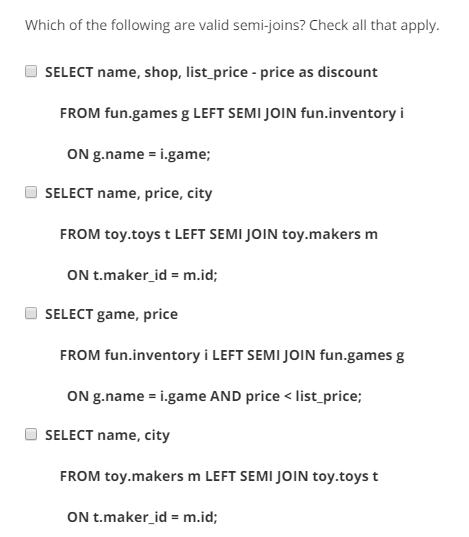 Which of the following are valid semi-joins? Check all that apply.
SELECT name, shop, list_price - price as discount
FROM fun.games g LEFT SEMI JOIN fun.inventory i
ON g.name = i.game;
SELECT name, price, city
FROM toy.toys t LEFT SEMI JOIN toy.makers m
ON t.maker_id = m.id;
SELECT game, price
FROM fun.inventory i LEFT SEMI JOIN fun.games g
ON g.name = i.game AND price < list_price;
SELECT name, city
FROM toy.makers m LEFT SEMI JOIN toy.toys t
ON t.maker_id = m.id;